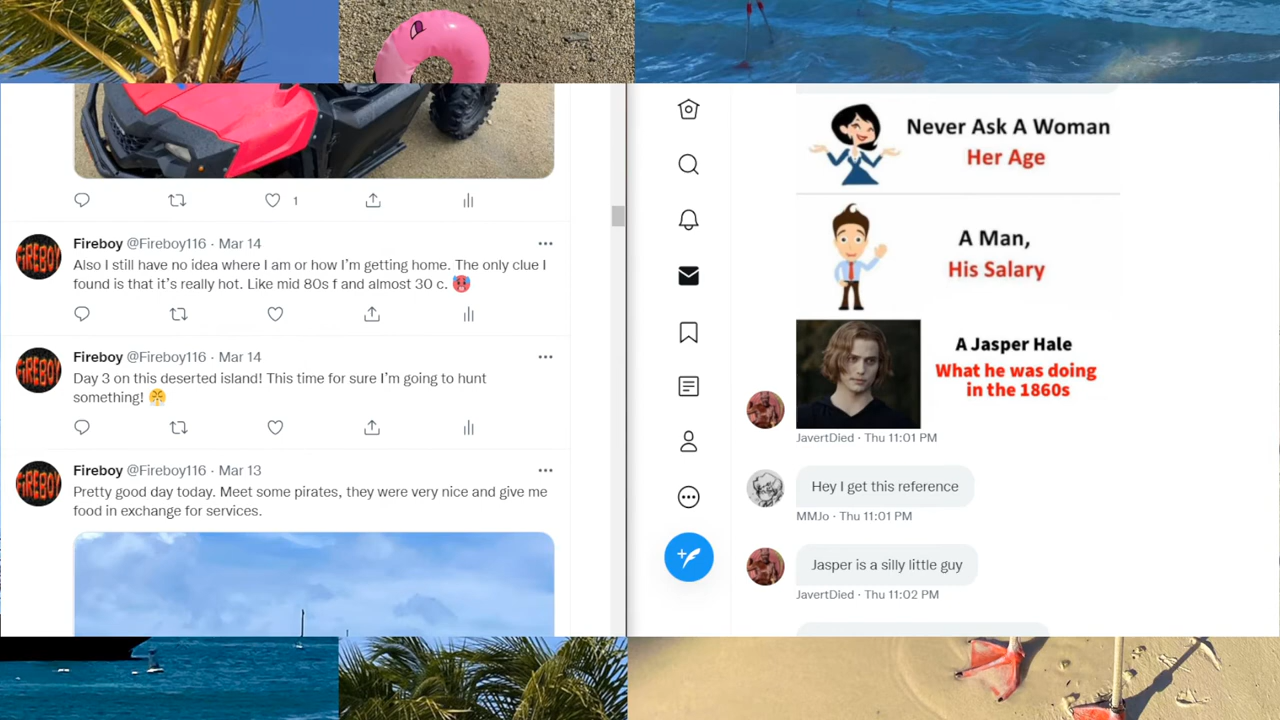 1
Fireboy @Fireboy116 · Mar 14
Also I still have no idea where I am or how I'm getting home. The only clue I
found is that it's really hot. Like mid 80s f and almost 30 c. 🥵
FIREBOY
Fireboy @Fireboy116 · Mar 14
Day 3 on this deserted island! This time for sure I'm going to hunt
something! 😤
FIREBOY
Fireboy @Fireboy116 · Mar 13
Pretty good day today. Meet some pirates, they were very nice and give me
food in exchange for services.
FIREBOY
Never Ask A Woman
Her Age
A Man,
His Salary
A Jasper Hale
What he was doing
in the 1860s
JavertDied · Thu 11:01 PM
Hey I get this reference
MMJo · Thu 11:01 PM
Jasper is a silly little guy
JavertDied · Thu 11:02 PM